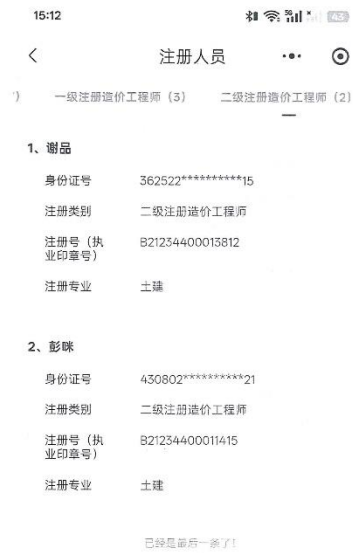 15:12
43
注册人员
一级注册造价工程师（3）
二级注册造价工程师（2）
1、谢品
身份证号 362522**********15
注册类别 二级注册造价工程师
注册号（执业印章号） B21234400013812
注册专业 土建
2、彭咪
身份证号 430802**********21
注册类别 二级注册造价工程师
注册号（执业印章号） B21234400011415
注册专业 土建
已经是最后一条了！